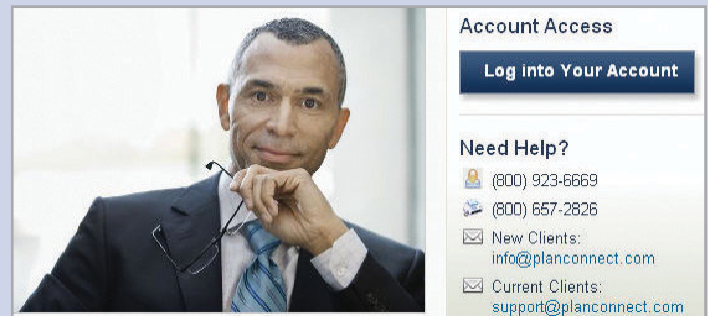 Account Access
Log into Your Account
Need Help?
(800) 923-6669
(800) 657-2826
New Clients:
info@planconnect.com
Current Clients:
support@planconnect.com